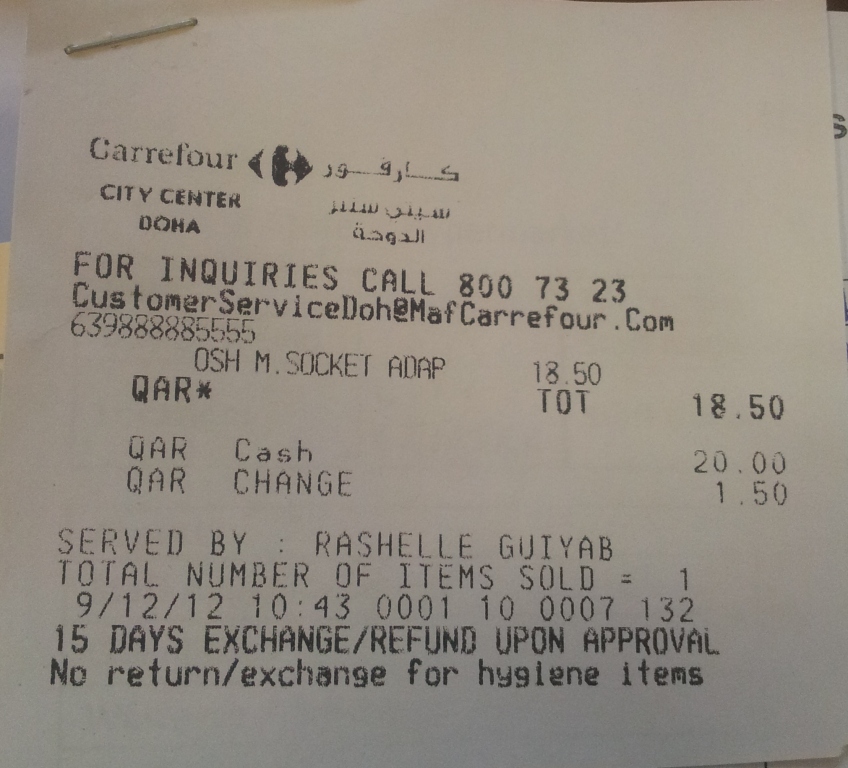 Carrefour كارفور
CITY CENTER سيتي سنتر
DOHA الدوحة
FOR INQUIRIES CALL 800 73 23
CustomerServiceDoh@MafCarrefour.Com
639888885555
OSH M.SOCKET ADAP 18.50
QAR* TOT 18.50
QAR Cash 20.00
QAR CHANGE 1.50
SERVED BY : RASHELLE GUIYAB
TOTAL NUMBER OF ITEMS SOLD = 1
9/12/12 10:43 0001 10 0007 132
15 DAYS EXCHANGE/REFUND UPON APPROVAL
No return/exchange for hygiene items
S